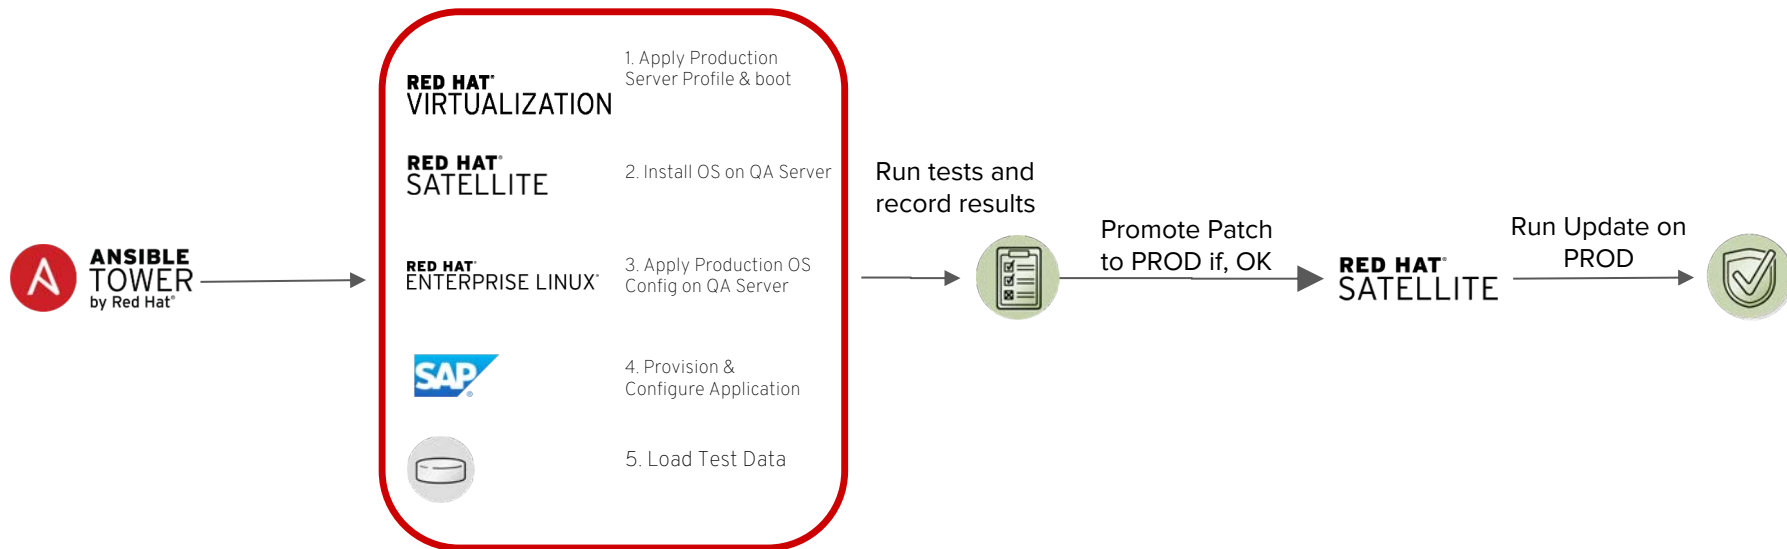 ANSIBLE
TOWER
by Red Hat®
RED HAT®
VIRTUALIZATION
1. Apply Production
Server Profile & boot
RED HAT®
SATELLITE
2. Install OS on QA Server
RED HAT®
ENTERPRISE LINUX®
3. Apply Production OS
Config on QA Server
SAP®
4. Provision &
Configure Application
5. Load Test Data
Run tests and
record results
Promote Patch
to PROD if, OK
RED HAT®
SATELLITE
Run Update on
PROD